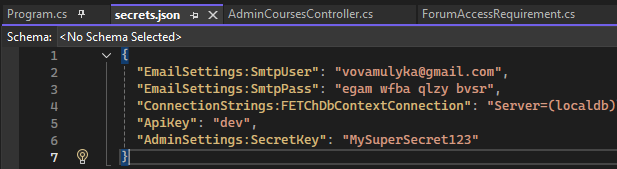 Program.cs secrets.json AdminCoursesController.cs ForumAccessRequirement.cs
Schema: <No Schema Selected>
1 {
2 "EmailSettings:SmtpUser": "vovamulyka@gmail.com",
3 "EmailSettings:SmtpPass": "egam wfba qlzy bvsr",
4 "ConnectionStrings:FETChDbContextConnection": "Server=(localdb)
5 "ApiKey": "dev",
6 "AdminSettings:SecretKey": "MySuperSecret123"
7 }